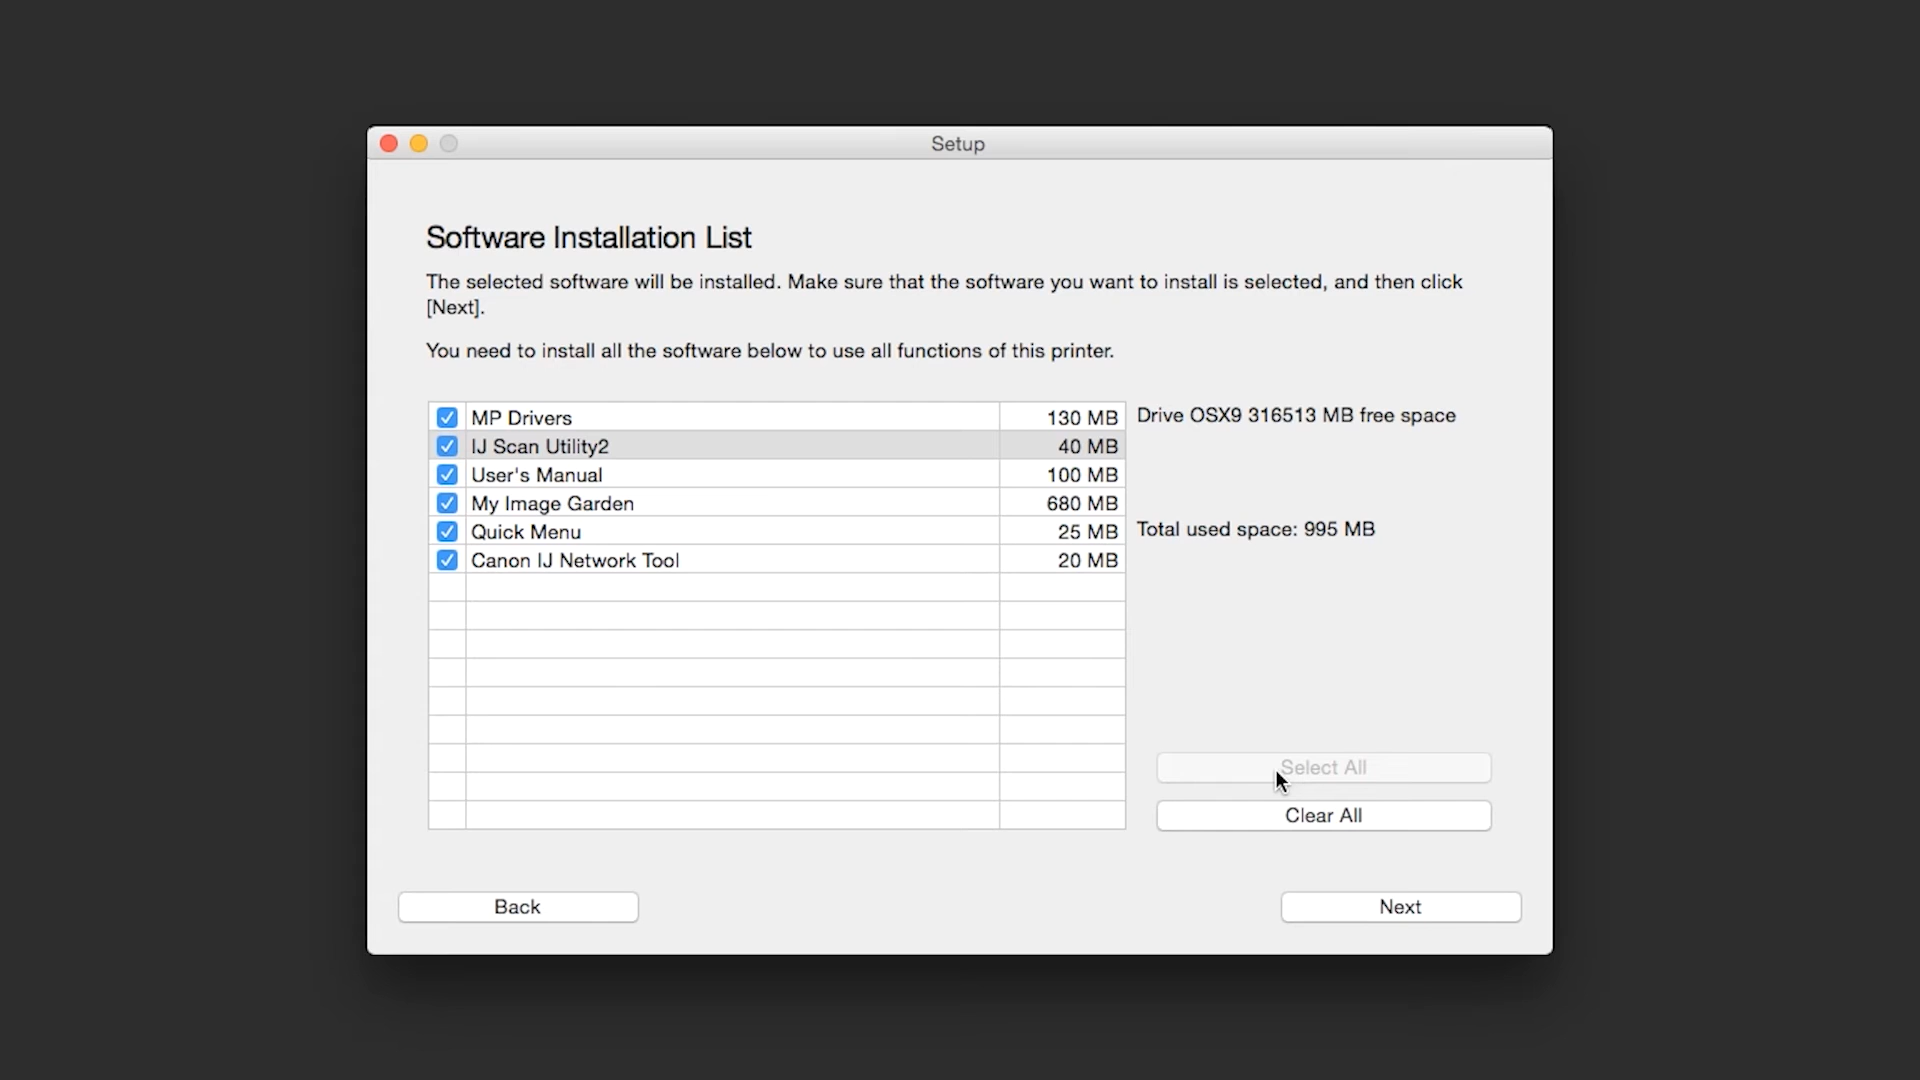 Setup
Software Installation List
The selected software will be installed. Make sure that the software you want to install is selected, and then click
[Next].
You need to install all the software below to use all functions of this printer.
MP Drivers 130 MB
Drive OSX9 316513 MB free space
IJ Scan Utility2 40 MB
User's Manual 100 MB
My Image Garden 680 MB
Quick Menu 25 MB
Total used space: 995 MB
Canon IJ Network Tool 20 MB
Select All
Clear All
Back
Next